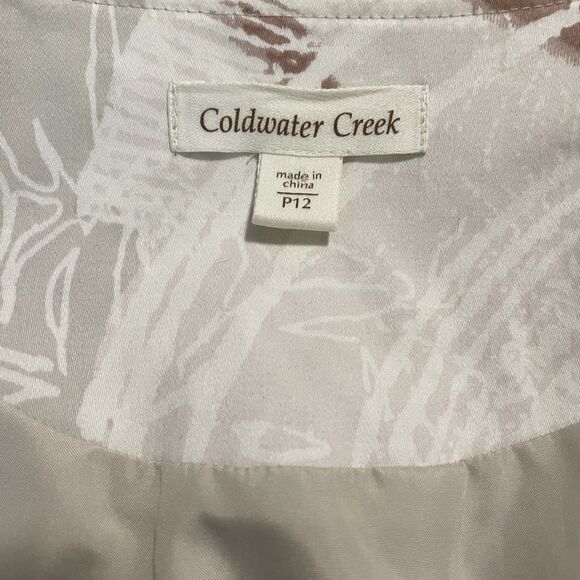 Coldwater Creek
made in
china
P12